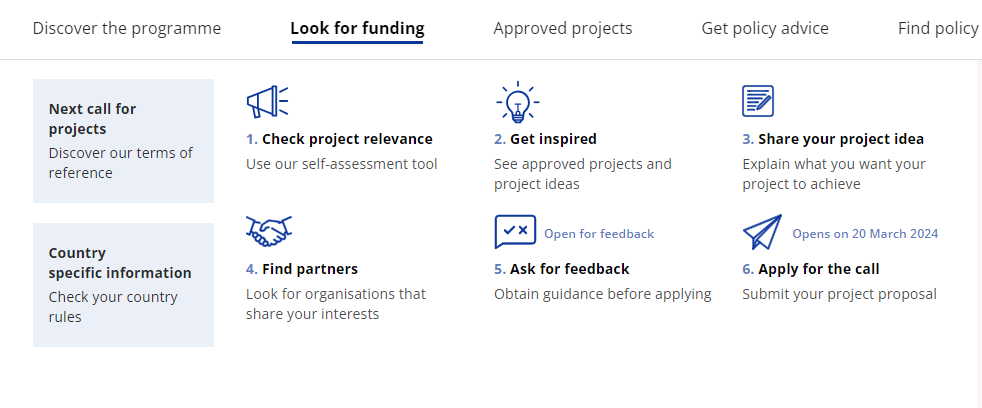 Discover the programme
Look for funding
Approved projects
Get policy advice
Find policy
Next call for
projects
Discover our terms of
reference
Country
specific information
Check your country
rules
1. Check project relevance
Use our self-assessment tool
2. Get inspired
See approved projects and
project ideas
3. Share your project idea
Explain what you want your
project to achieve
4. Find partners
Look for organisations that
share your interests
Open for feedback
5. Ask for feedback
Obtain guidance before applying
Opens on 20 March 2024
6. Apply for the call
Submit your project proposal